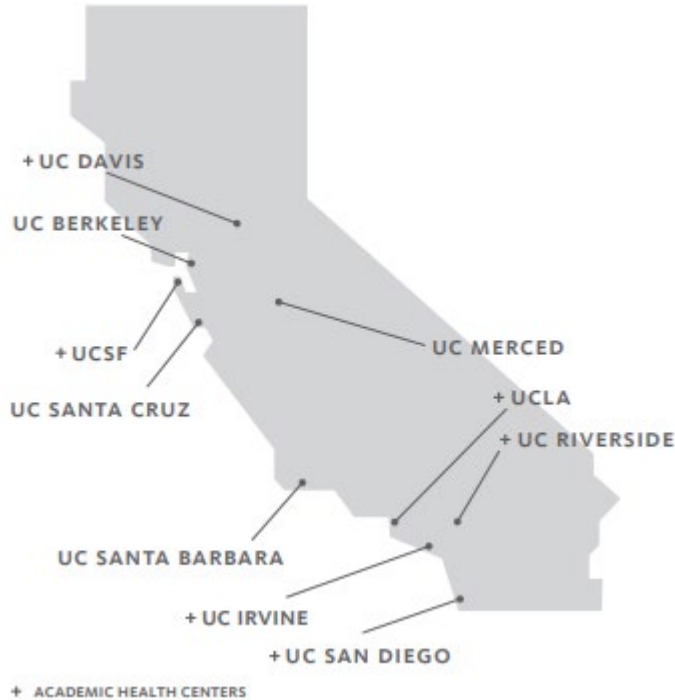 + UC DAVIS
UC BERKELEY
+ UCSF
UC MERCED
+ UCLA
UC SANTA CRUZ
+ UC RIVERSIDE
UC SANTA BARBARA
+ UC IRVINE
+ UC SAN DIEGO
+ ACADEMIC HEALTH CENTERS